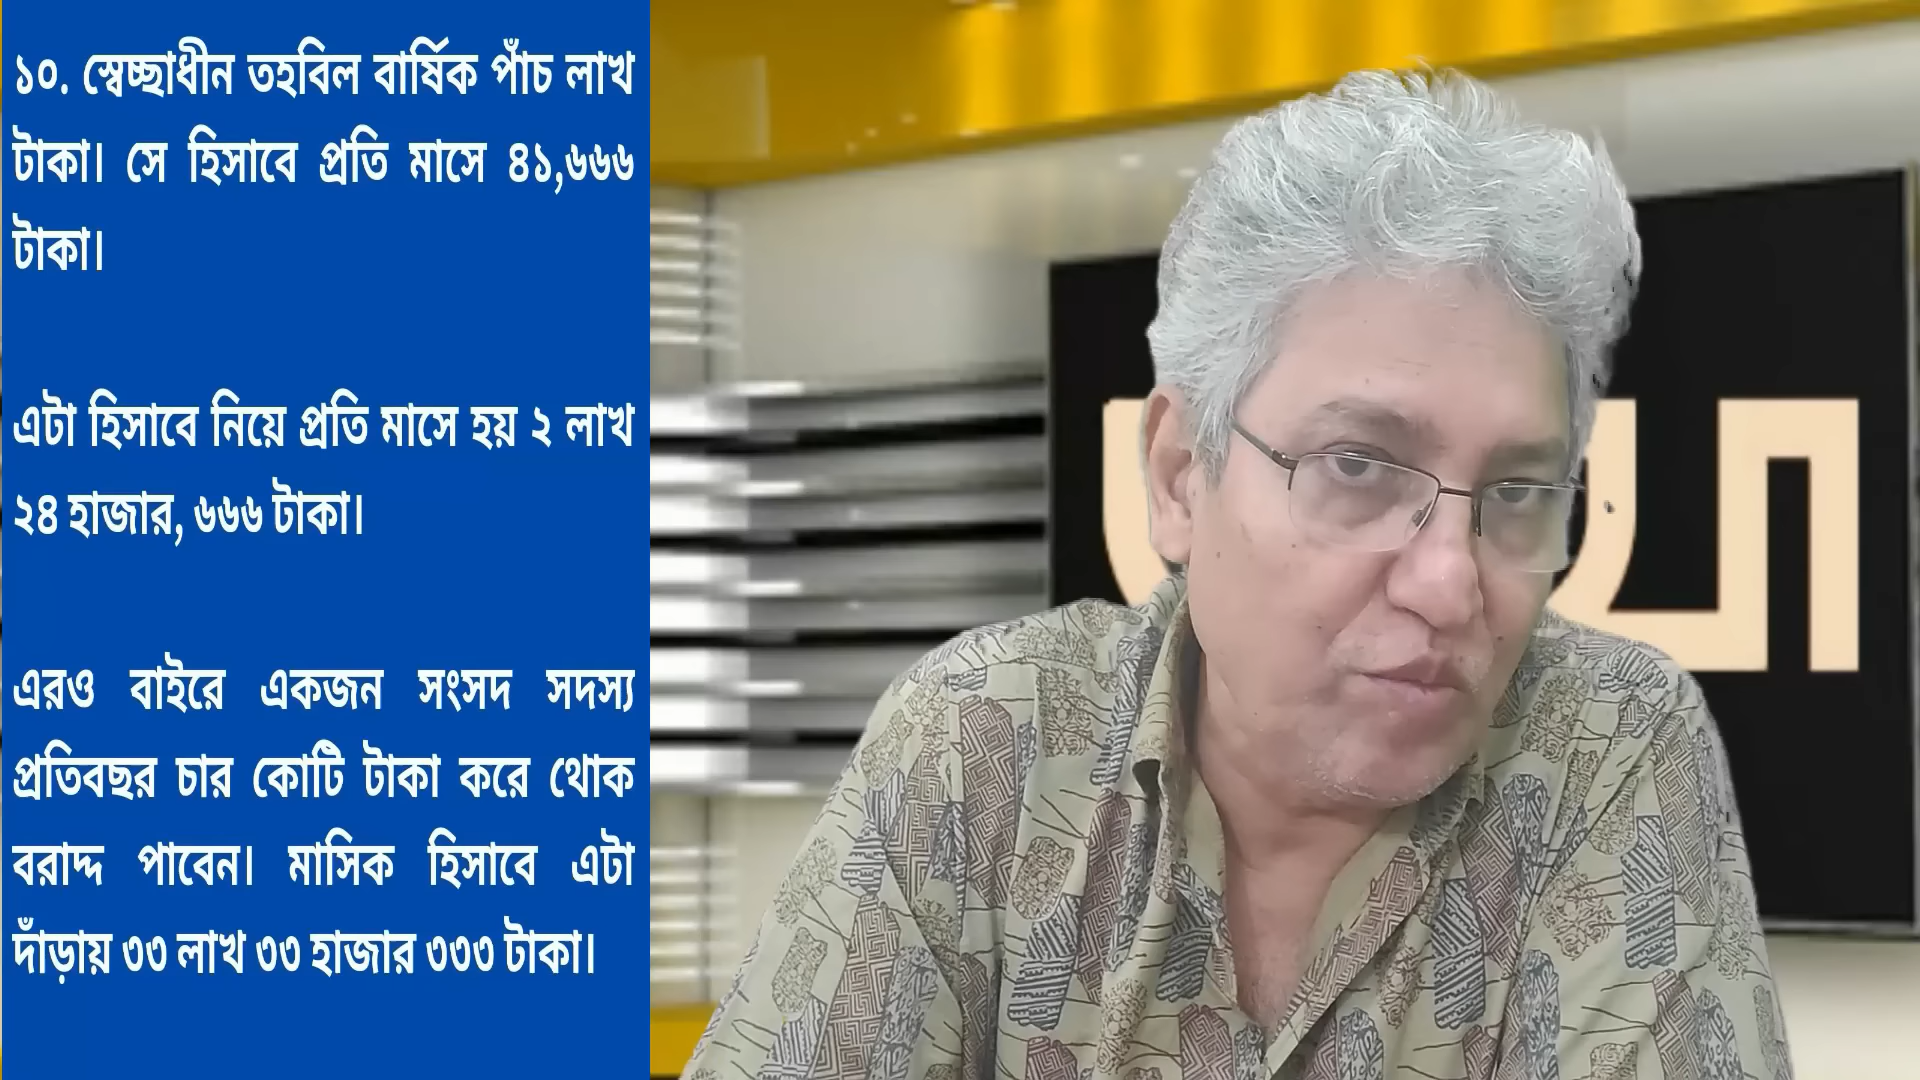 ১০. স্বেচ্ছাধীন তহবিল বার্ষিক পাঁচ লাখ
টাকা। সে হিসাবে প্রতি মাসে ৪১,৬৬৬
টাকা।
এটা হিসাবে নিয়ে প্রতি মাসে হয় ২ লাখ
২৪ হাজার, ৬৬৬ টাকা।
এরও বাইরে একজন সংসদ সদস্য
প্রতিবছর চার কোটি টাকা করে থোক
বরাদ্দ পাবেন। মাসিক হিসাবে এটা
দাঁড়ায় ৩৩ লাখ ৩৩ হাজার ৩৩৩ টাকা।